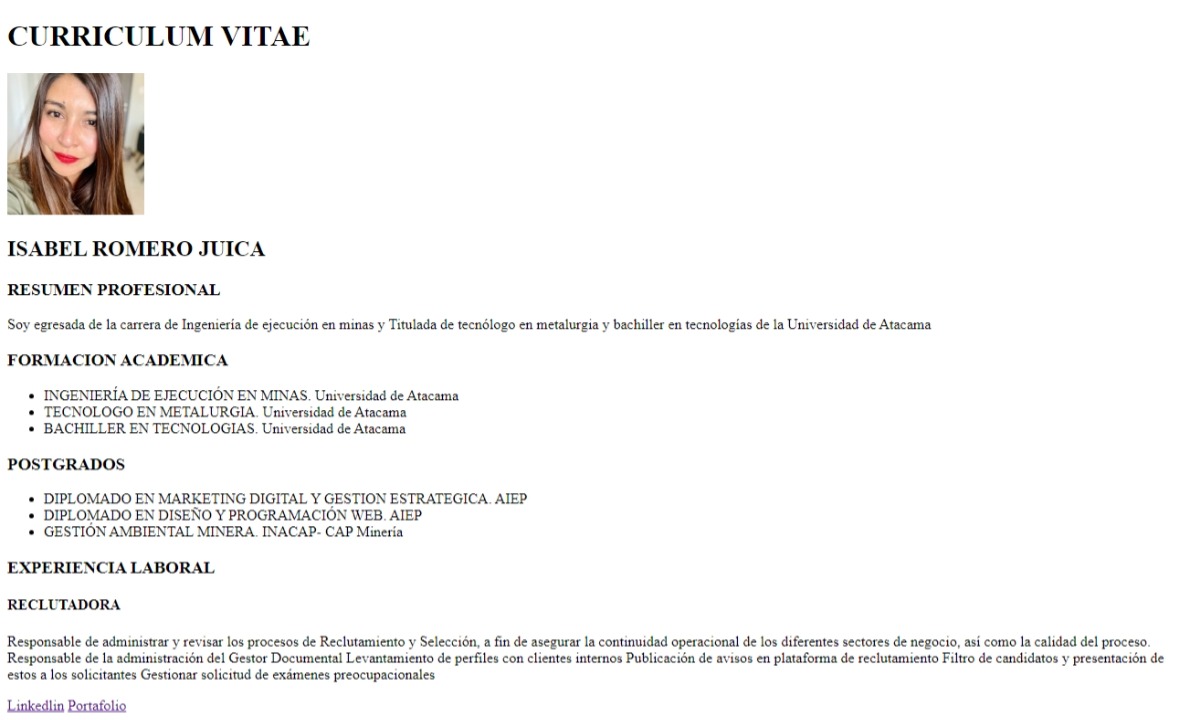 CURRICULUM VITAE
ISABEL ROMERO JUICA
RESUMEN PROFESIONAL
Soy egresada de la carrera de Ingeniería de ejecución en minas y Titulada de tecnólogo en metalurgia y bachiller en tecnologías de la Universidad de Atacama
FORMACION ACADEMICA
• INGENIERÍA DE EJECUCIÓN EN MINAS. Universidad de Atacama
• TECNOLOGO EN METALURGIA. Universidad de Atacama
• BACHILLER EN TECNOLOGIAS. Universidad de Atacama
POSTGRADOS
• DIPLOMADO EN MARKETING DIGITAL Y GESTION ESTRATEGICA. AIEP
• DIPLOMADO EN DISEÑO Y PROGRAMACIÓN WEB. AIEP
• GESTIÓN AMBIENTAL MINERA. INACAP- CAP Minería
EXPERIENCIA LABORAL
RECLUTADORA
Responsable de administrar y revisar los procesos de Reclutamiento y Selección, a fin de asegurar la continuidad operacional de los diferentes sectores de negocio, así como la calidad del proceso.
Responsable de la administración del Gestor Documental Levantamiento de perfiles con clientes internos Publicación de avisos en plataforma de reclutamiento Filtro de candidatos y presentación de
estos a los solicitantes Gestionar solicitud de exámenes preocupacionales
Linkedlin Portafolio